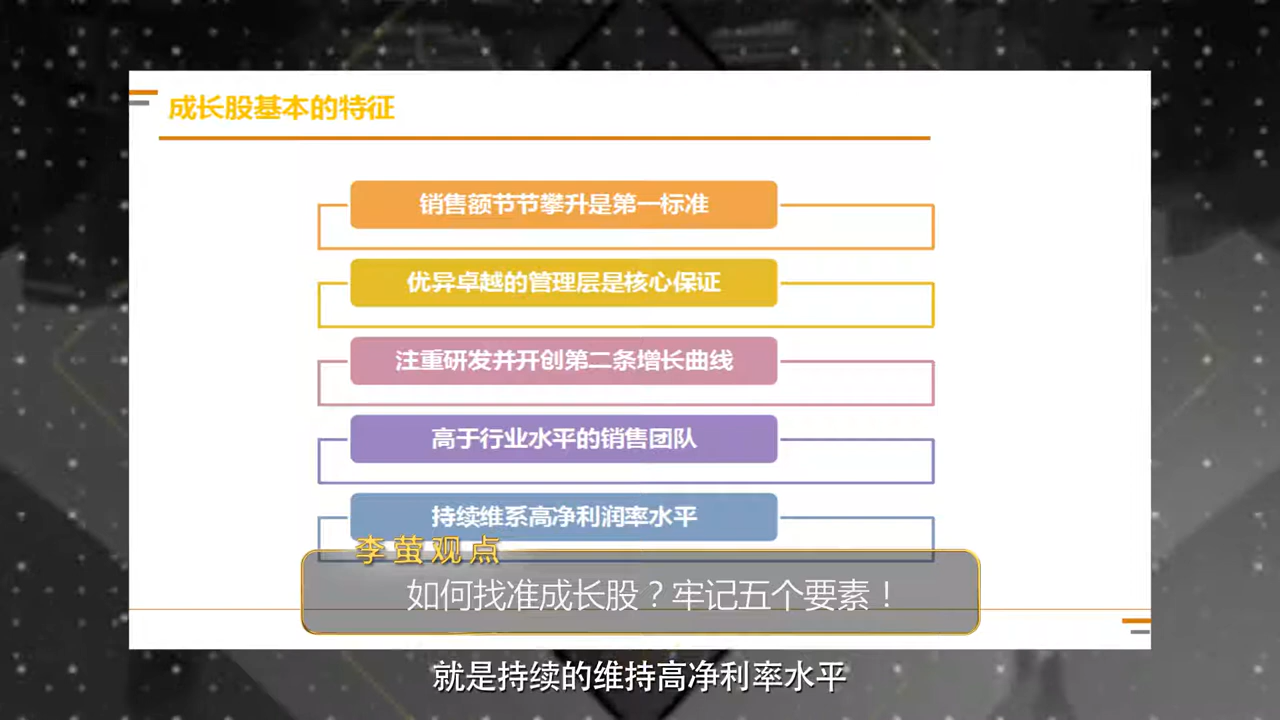 成长股基本的特征
销售额节节攀升是第一标准
优异卓越的管理层是核心保证
注重研发并开创第二条增长曲线
高于行业水平的销售团队
持续维系高净利润率水平
李萤观点
如何找准成长股？牢记五个要素！
就是持续的维持高净利率水平